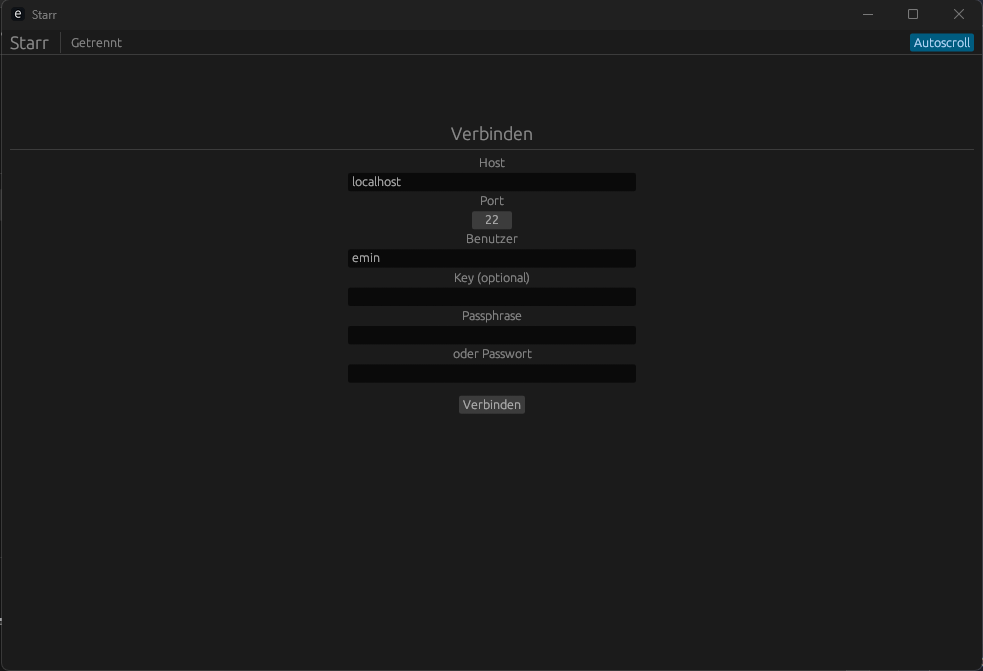 e Starr
Starr Getrennt Autoscroll
Verbinden
Host
localhost
Port
22
Benutzer
emin
Key (optional)
Passphrase
oder Passwort
Verbinden